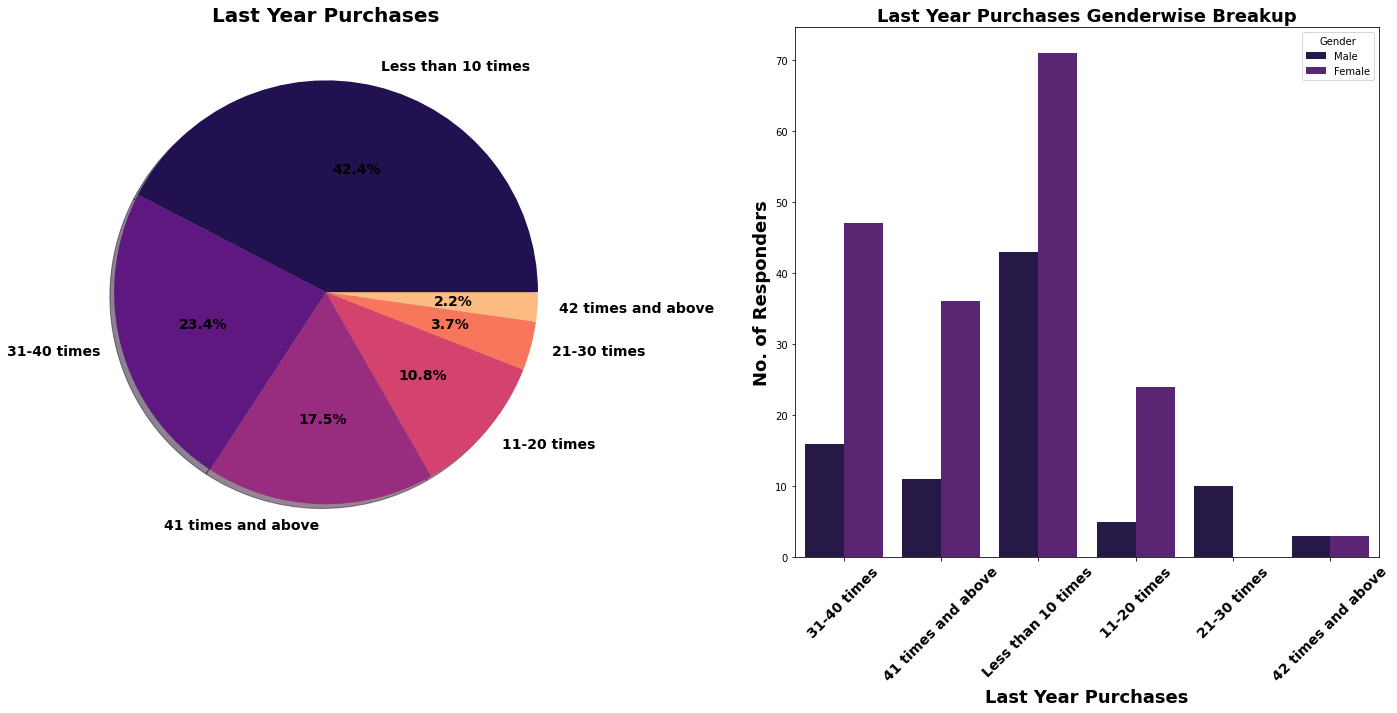 Last Year Purchases
Less than 10 times
42.4%
2.2%
42 times and above
3.7%
23.4%
31-40 times
21-30 times
10.8%
17.5%
11-20 times
41 times and above
Last Year Purchases Genderwise Breakup
Gender
Male
Female
70
60
50
40
30
20
10
0
No. of Responders
31-40 times
41 times and above
Less than 10 times
11-20 times
21-30 times
42 times and above
Last Year Purchases